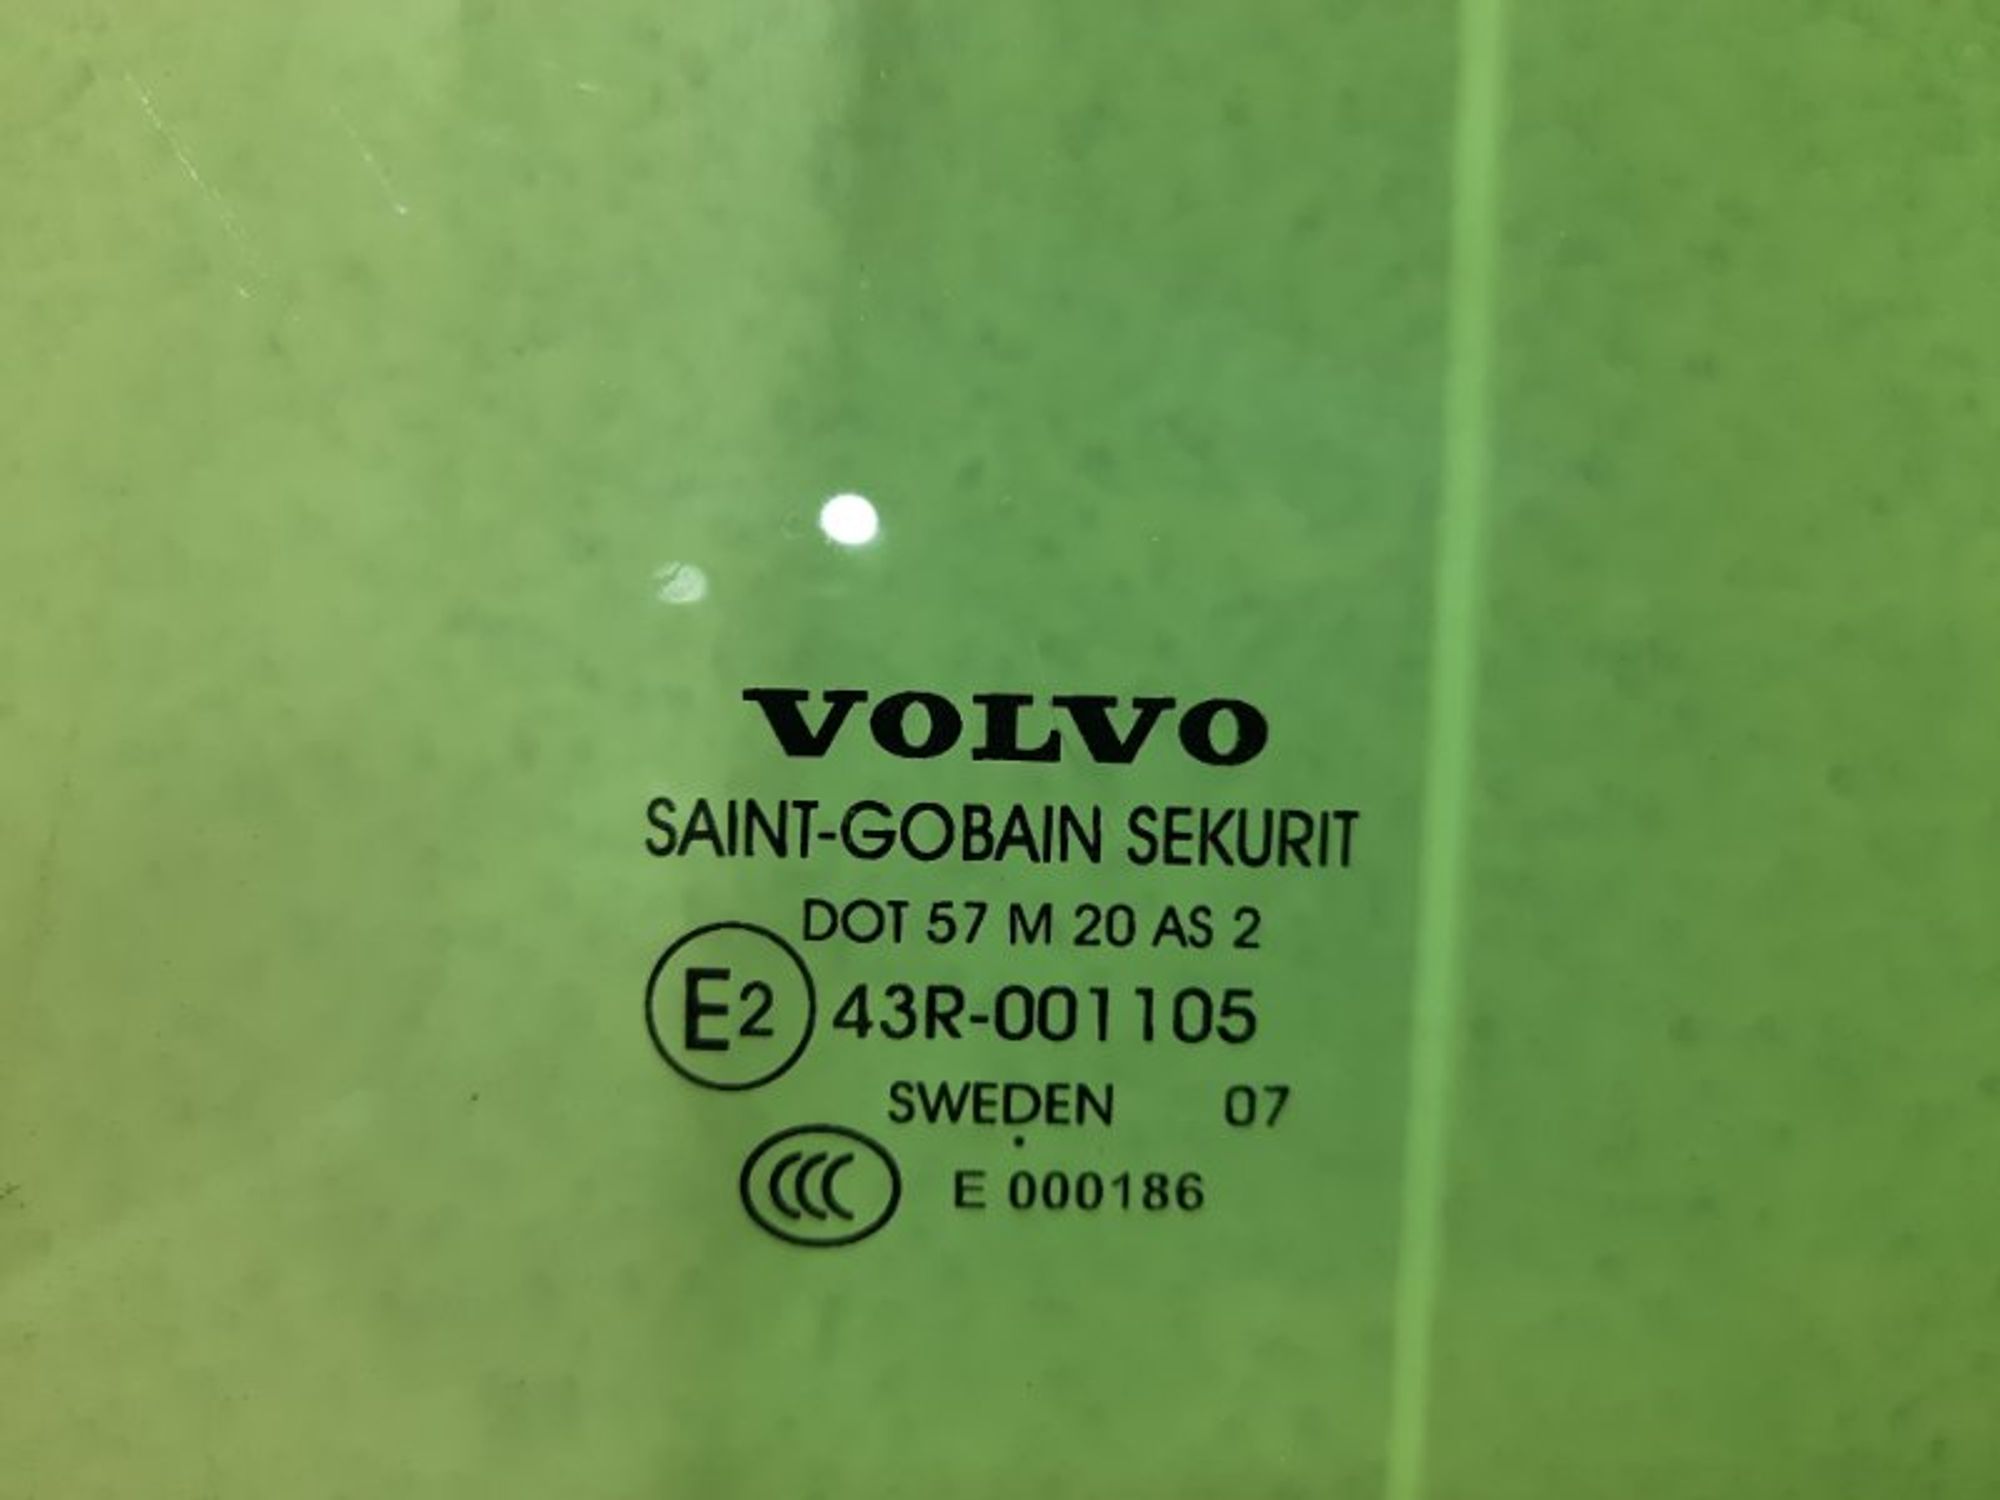 VOLVO
SAINT-GOBAIN SEKURIT
DOT 57 M 20 AS 2
E2 43R-001105
SWEDEN 07
CCC E 000186